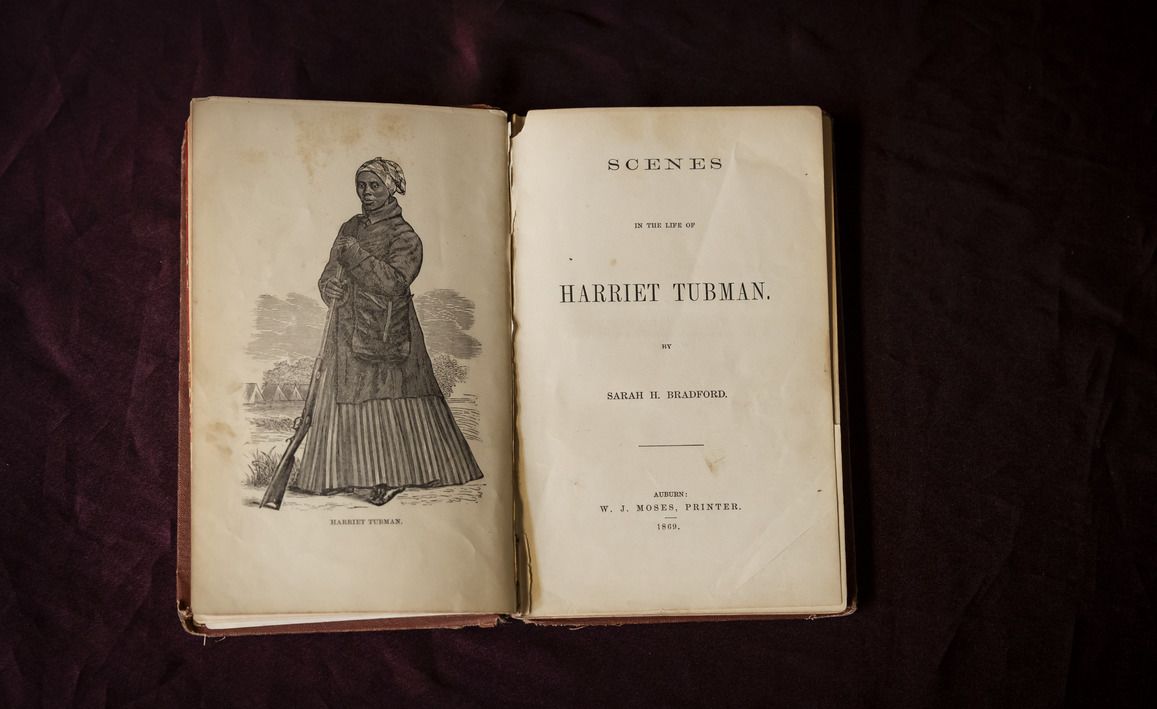 HARRIET TUBMAN.
SCENES
IN THE LIFE OF
HARRIET TUBMAN.
BY
SARAH H. BRADFORD.
AUBURN:
W. J. MOSES, PRINTER.
1869.